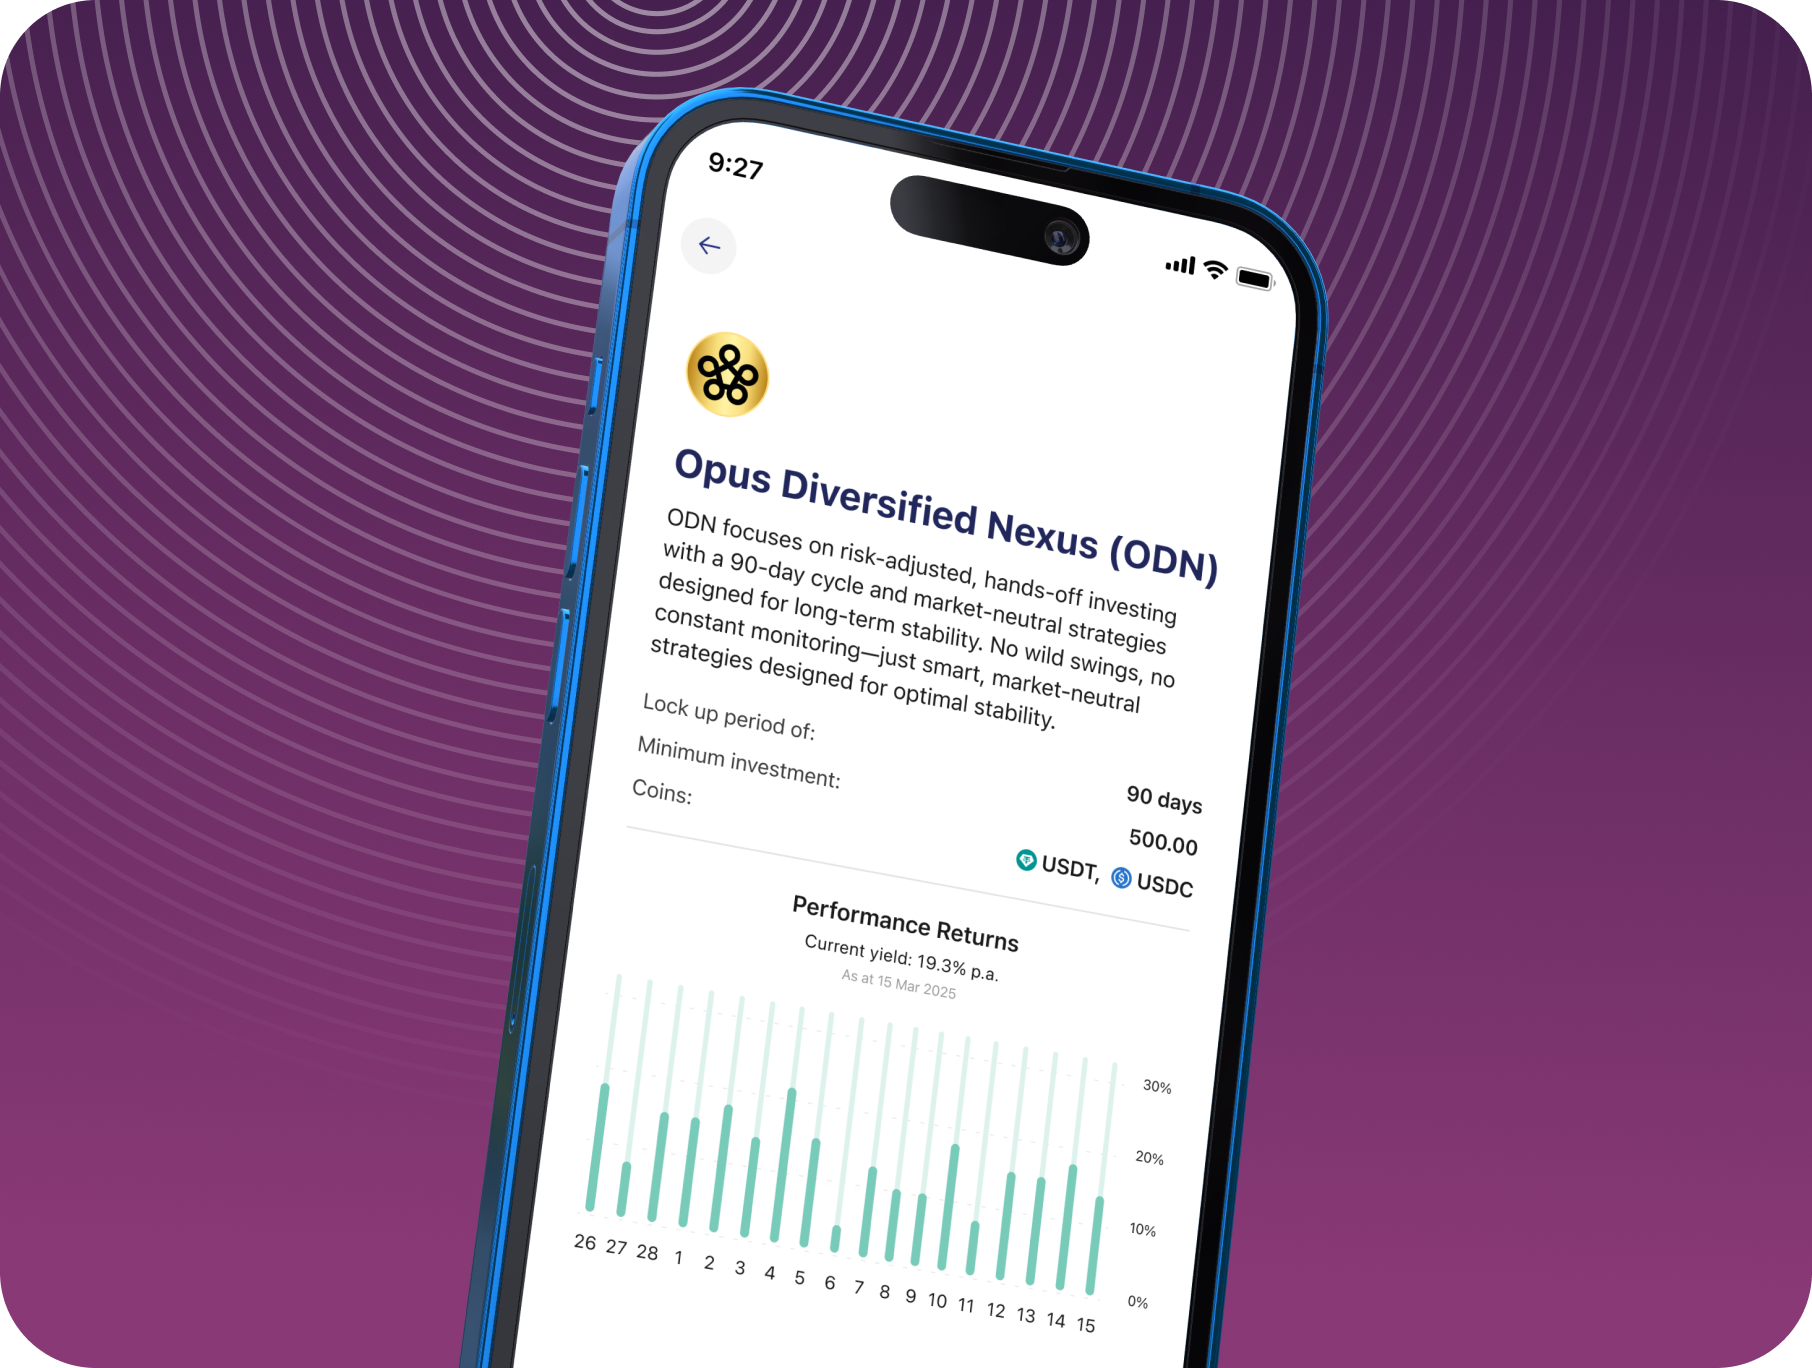 9:27
Opus Diversified Nexus (ODN)
ODN focuses on risk-adjusted, hands-off investing
with a 90-day cycle and market-neutral strategies
designed for long-term stability. No wild swings, no
constant monitoring—just smart, market-neutral
strategies designed for optimal stability.
Lock up period of: 90 days
Minimum investment: 500.00
Coins: USDT, USDC
Performance Returns
Current yield: 19.3% p.a.
As at 15 Mar 2025
30%
20%
10%
0%
26 27 28 1 2 3 4 5 6 7 8 9 10 11 12 13 14 15